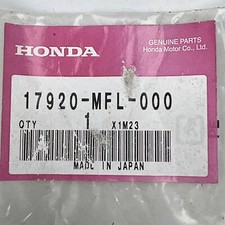 HONDA
GENUINE PARTS
Honda Motor Co., Ltd.
17920-MFL-000
QTY 1 X1M23
MADE IN JAPAN